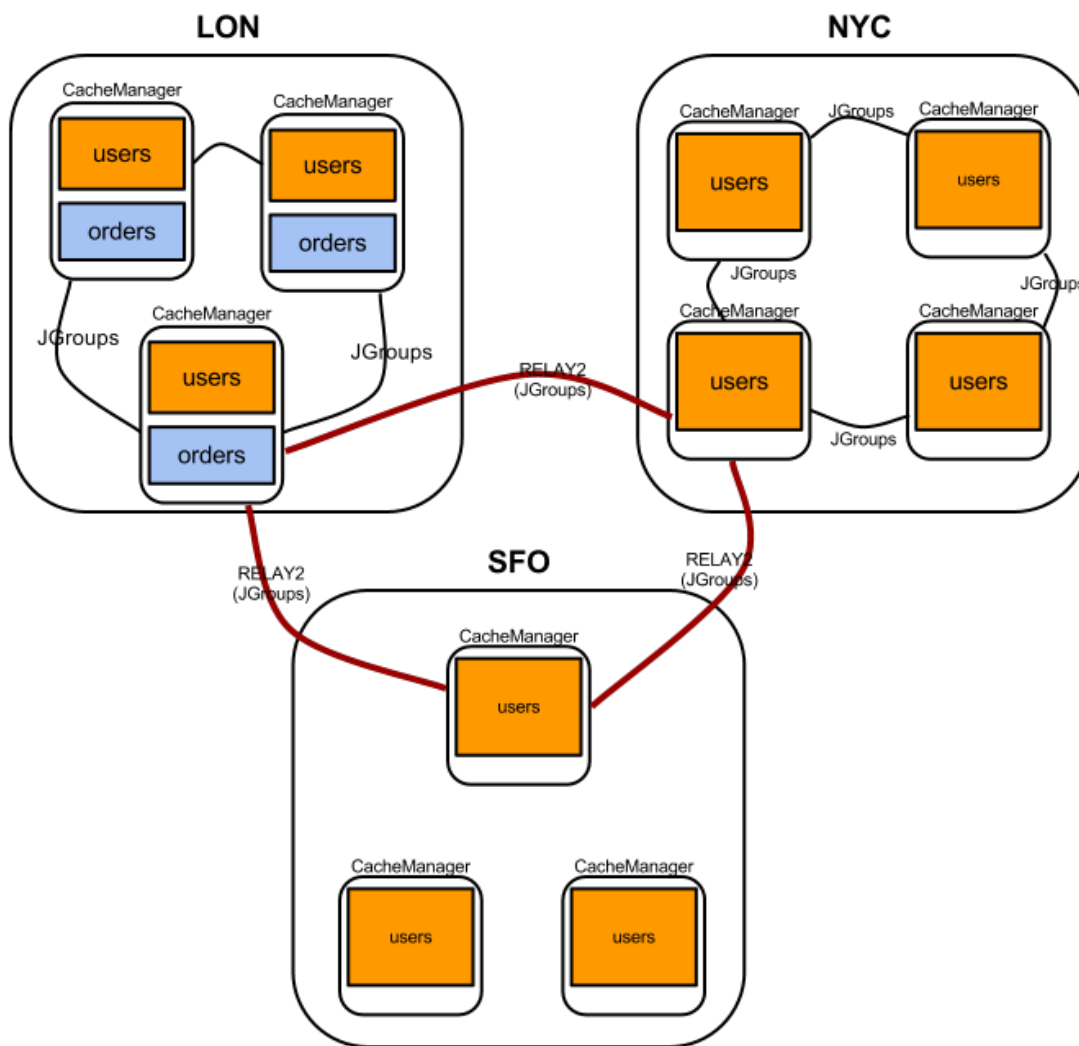 LON
CacheManager
users
orders
CacheManager
users
orders
JGroups
JGroups
CacheManager
users
orders
NYC
CacheManager
users
JGroups
CacheManager
users
JGroups
JGroups
CacheManager
users
CacheManager
users
JGroups
RELAY2
(JGroups)
RELAY2
(JGroups)
RELAY2
(JGroups)
SFO
CacheManager
users
CacheManager
users
CacheManager
users